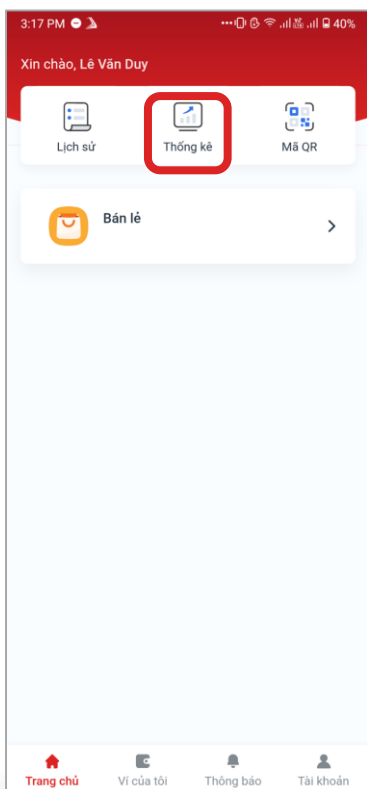 3:17 PM 40%
Xin chào, Lê Văn Duy
Lịch sử Thống kê Mã QR
Bán lẻ
Trang chủ Ví của tôi Thông báo Tài khoản